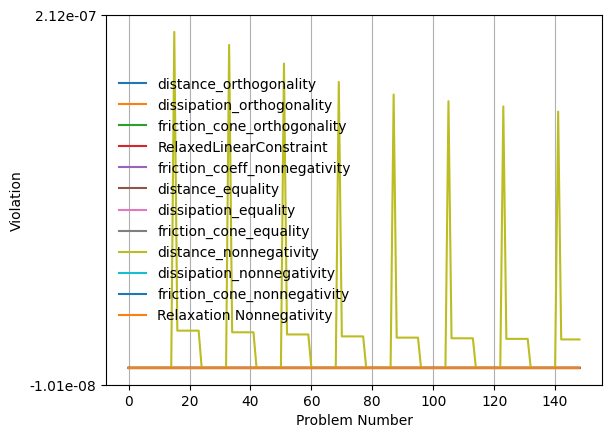 2.12e-07
Violation
-1.01e-08
distance_orthogonality
dissipation_orthogonality
friction_cone_orthogonality
RelaxedLinearConstraint
friction_coeff_nonnegativity
distance_equality
dissipation_equality
friction_cone_equality
distance_nonnegativity
dissipation_nonnegativity
friction_cone_nonnegativity
Relaxation Nonnegativity
0 20 40 60 80 100 120 140
Problem Number